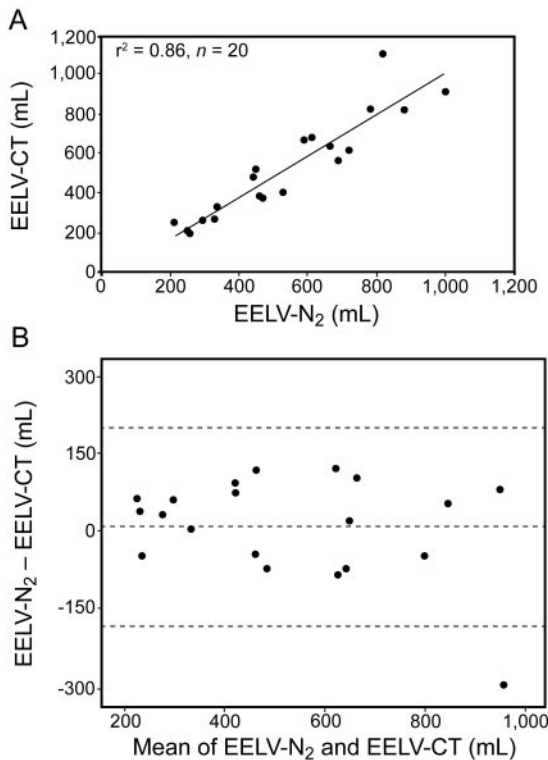 A
r² = 0.86, n = 20
1,200
1,000
800
600
400
200
0
EELV-CT (mL)
0 200 400 600 800 1,000 1,200
EELV-N₂ (mL)
B
300
150
0
-150
-300
EELV-N₂ – EELV-CT (mL)
200 400 600 800 1,000
Mean of EELV-N₂ and EELV-CT (mL)